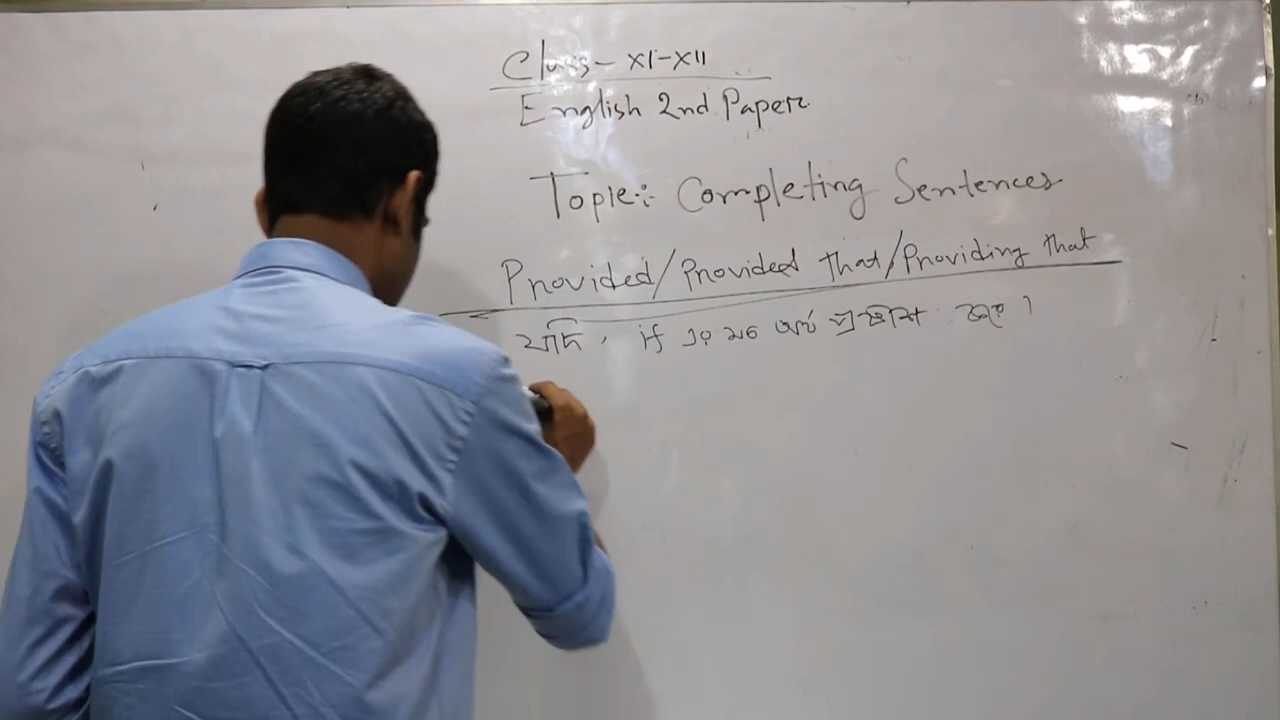 Class- XI-XII
English 2nd Paper
Topic: Completing Sentences
Provided/Provided that/Providing that
যদি, if এর মত অর্থ প্রকাশ করে।